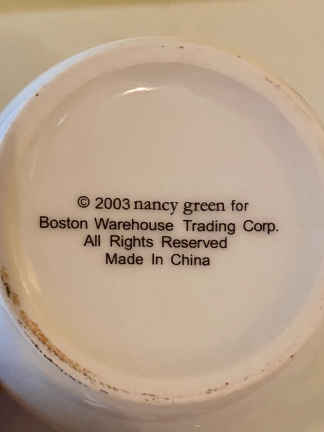 © 2003 nancy green for
Boston Warehouse Trading Corp.
All Rights Reserved
Made In China